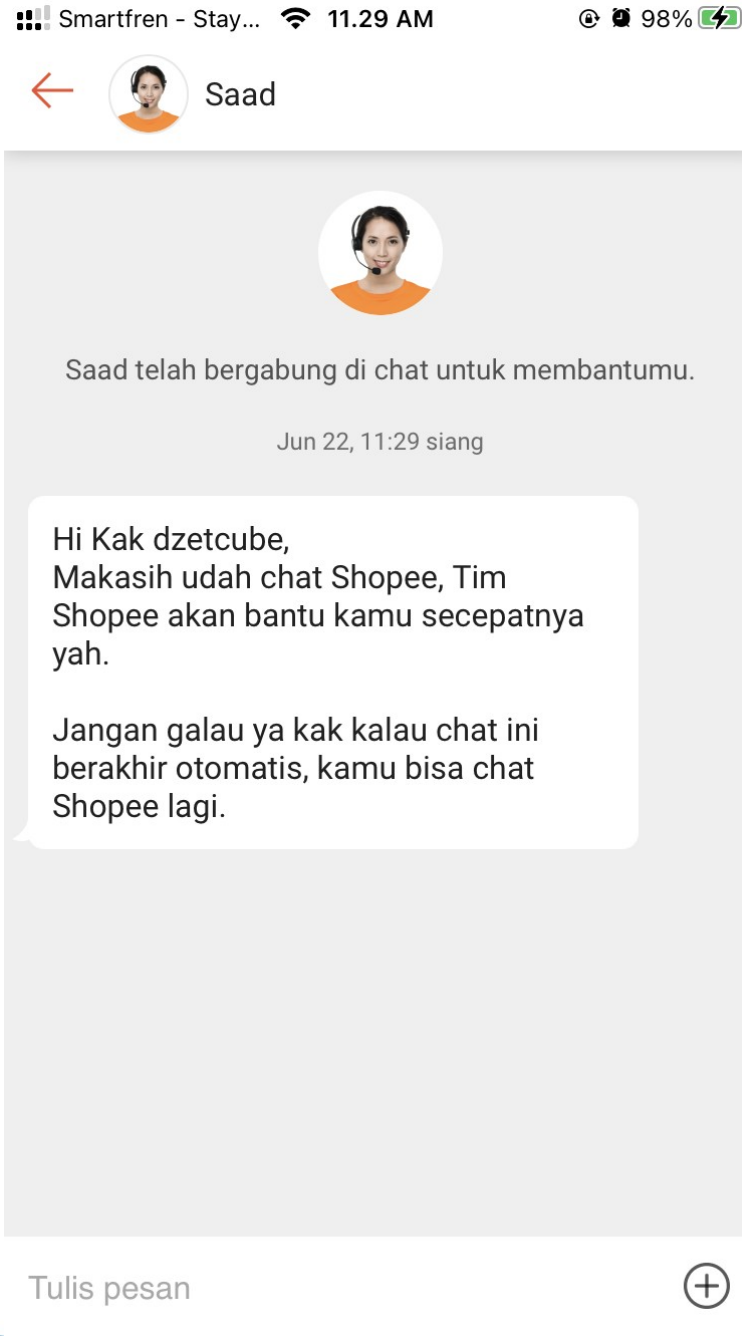 Smartfren - Stay... 11.29 AM 98%
Saad
Saad telah bergabung di chat untuk membantumu.
Jun 22, 11:29 siang
Hi Kak dzetcube,
Makasih udah chat Shopee, Tim
Shopee akan bantu kamu secepatnya
yah.
Jangan galau ya kak kalau chat ini
berakhir otomatis, kamu bisa chat
Shopee lagi.
Tulis pesan